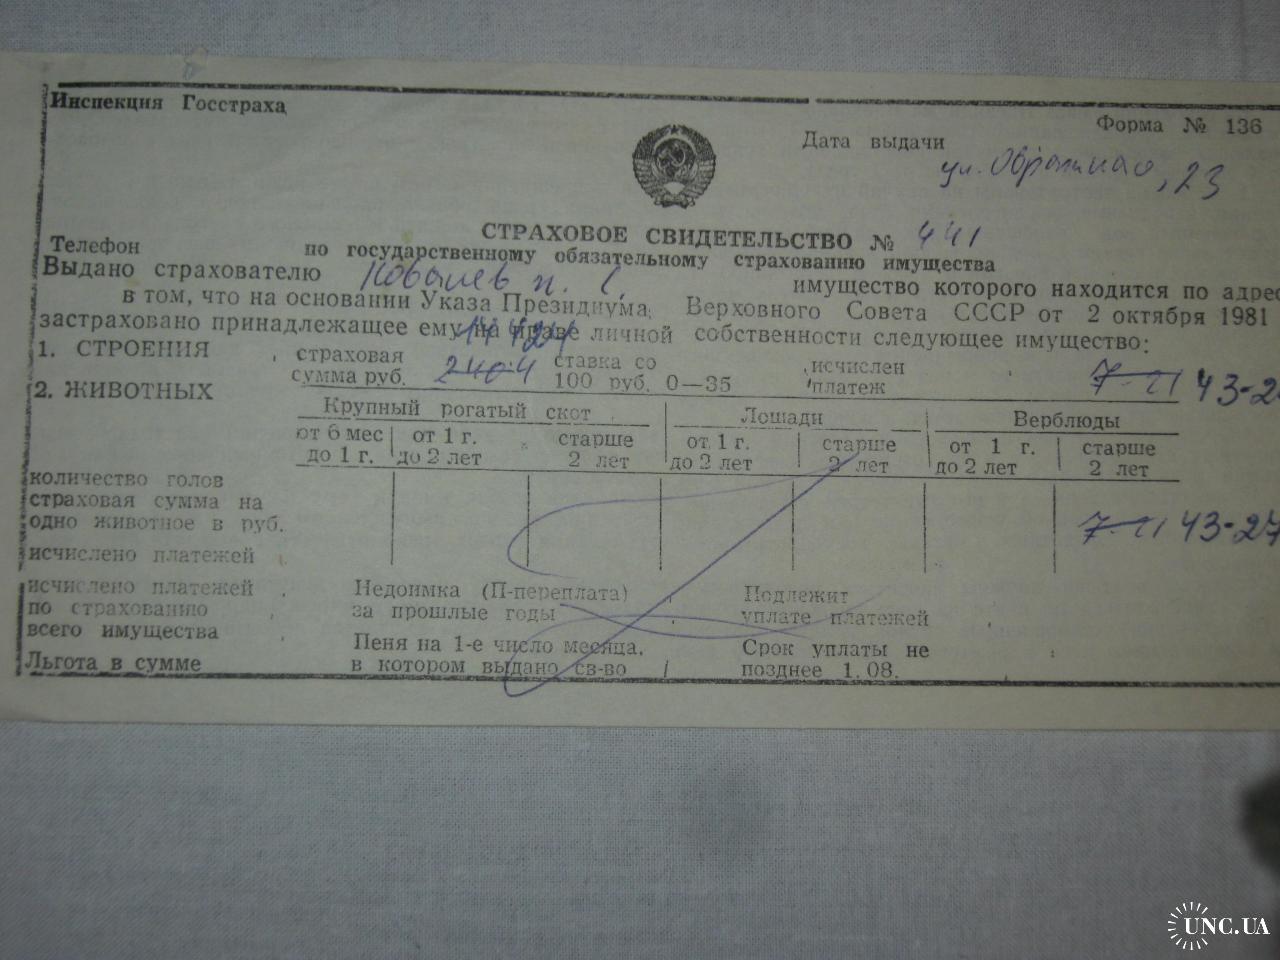 Инспекция Госстраха
Форма № 136
Дата выдачи
ул. Овражная, 23
СТРАХОВОЕ СВИДЕТЕЛЬСТВО № 441
Телефон по государственному обязательному страхованию имущества
Выдано страхователю Ковалев имущество которого находится по адрес
в том, что на основании Указа Президиума Верховного Совета СССР от 2 октября 1981
застраховано принадлежащее ему на праве личной собственности следующее имущество:
1. СТРОЕНИЯ страховая сумма руб. 2404 ставка со 100 руб. 0—35 исчислен платеж 43-2
2. ЖИВОТНЫХ
Крупный рогатый скот Лошади Верблюды
от 6 мес до 1 г. от 1 г. до 2 лет старше 2 лет от 1 г. до 2 лет старше 2 лет от 1 г. до 2 лет старше 2 лет
количество голов
страховая сумма на
одно животное в руб. 43-27
исчислено платежей
исчислено платежей Недоимка (П-переплата) Подлежит
по страхованию за прошлые годы уплате платежей
всего имущества Пеня на 1-е число месяца, Срок уплаты не
Льгота в сумме в котором выдано св-во позднее 1.08.
UNC.UA